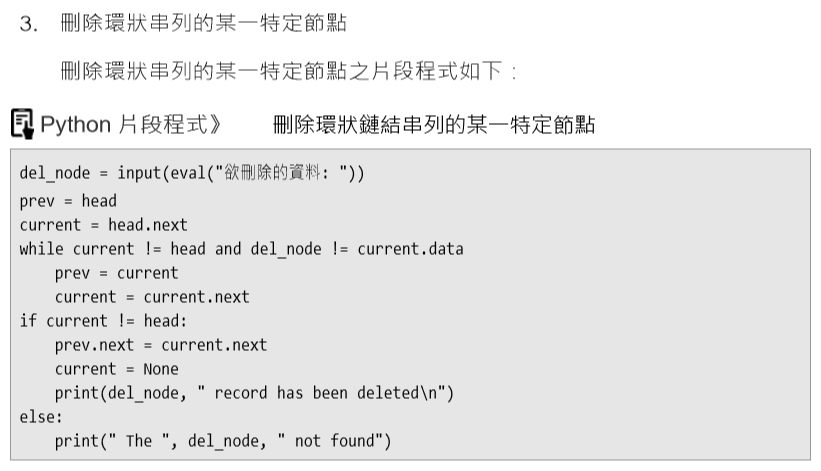 3. 刪除環狀串列的某一特定節點
刪除環狀串列的某一特定節點之片段程式如下：
Python 片段程式》 刪除環狀鏈結串列的某一特定節點
del_node = input(eval("欲刪除的資料: "))
prev = head
current = head.next
while current != head and del_node != current.data
    prev = current
    current = current.next
if current != head:
    prev.next = current.next
    current = None
    print(del_node, " record has been deleted\n")
else:
    print(" The ", del_node, " not found")